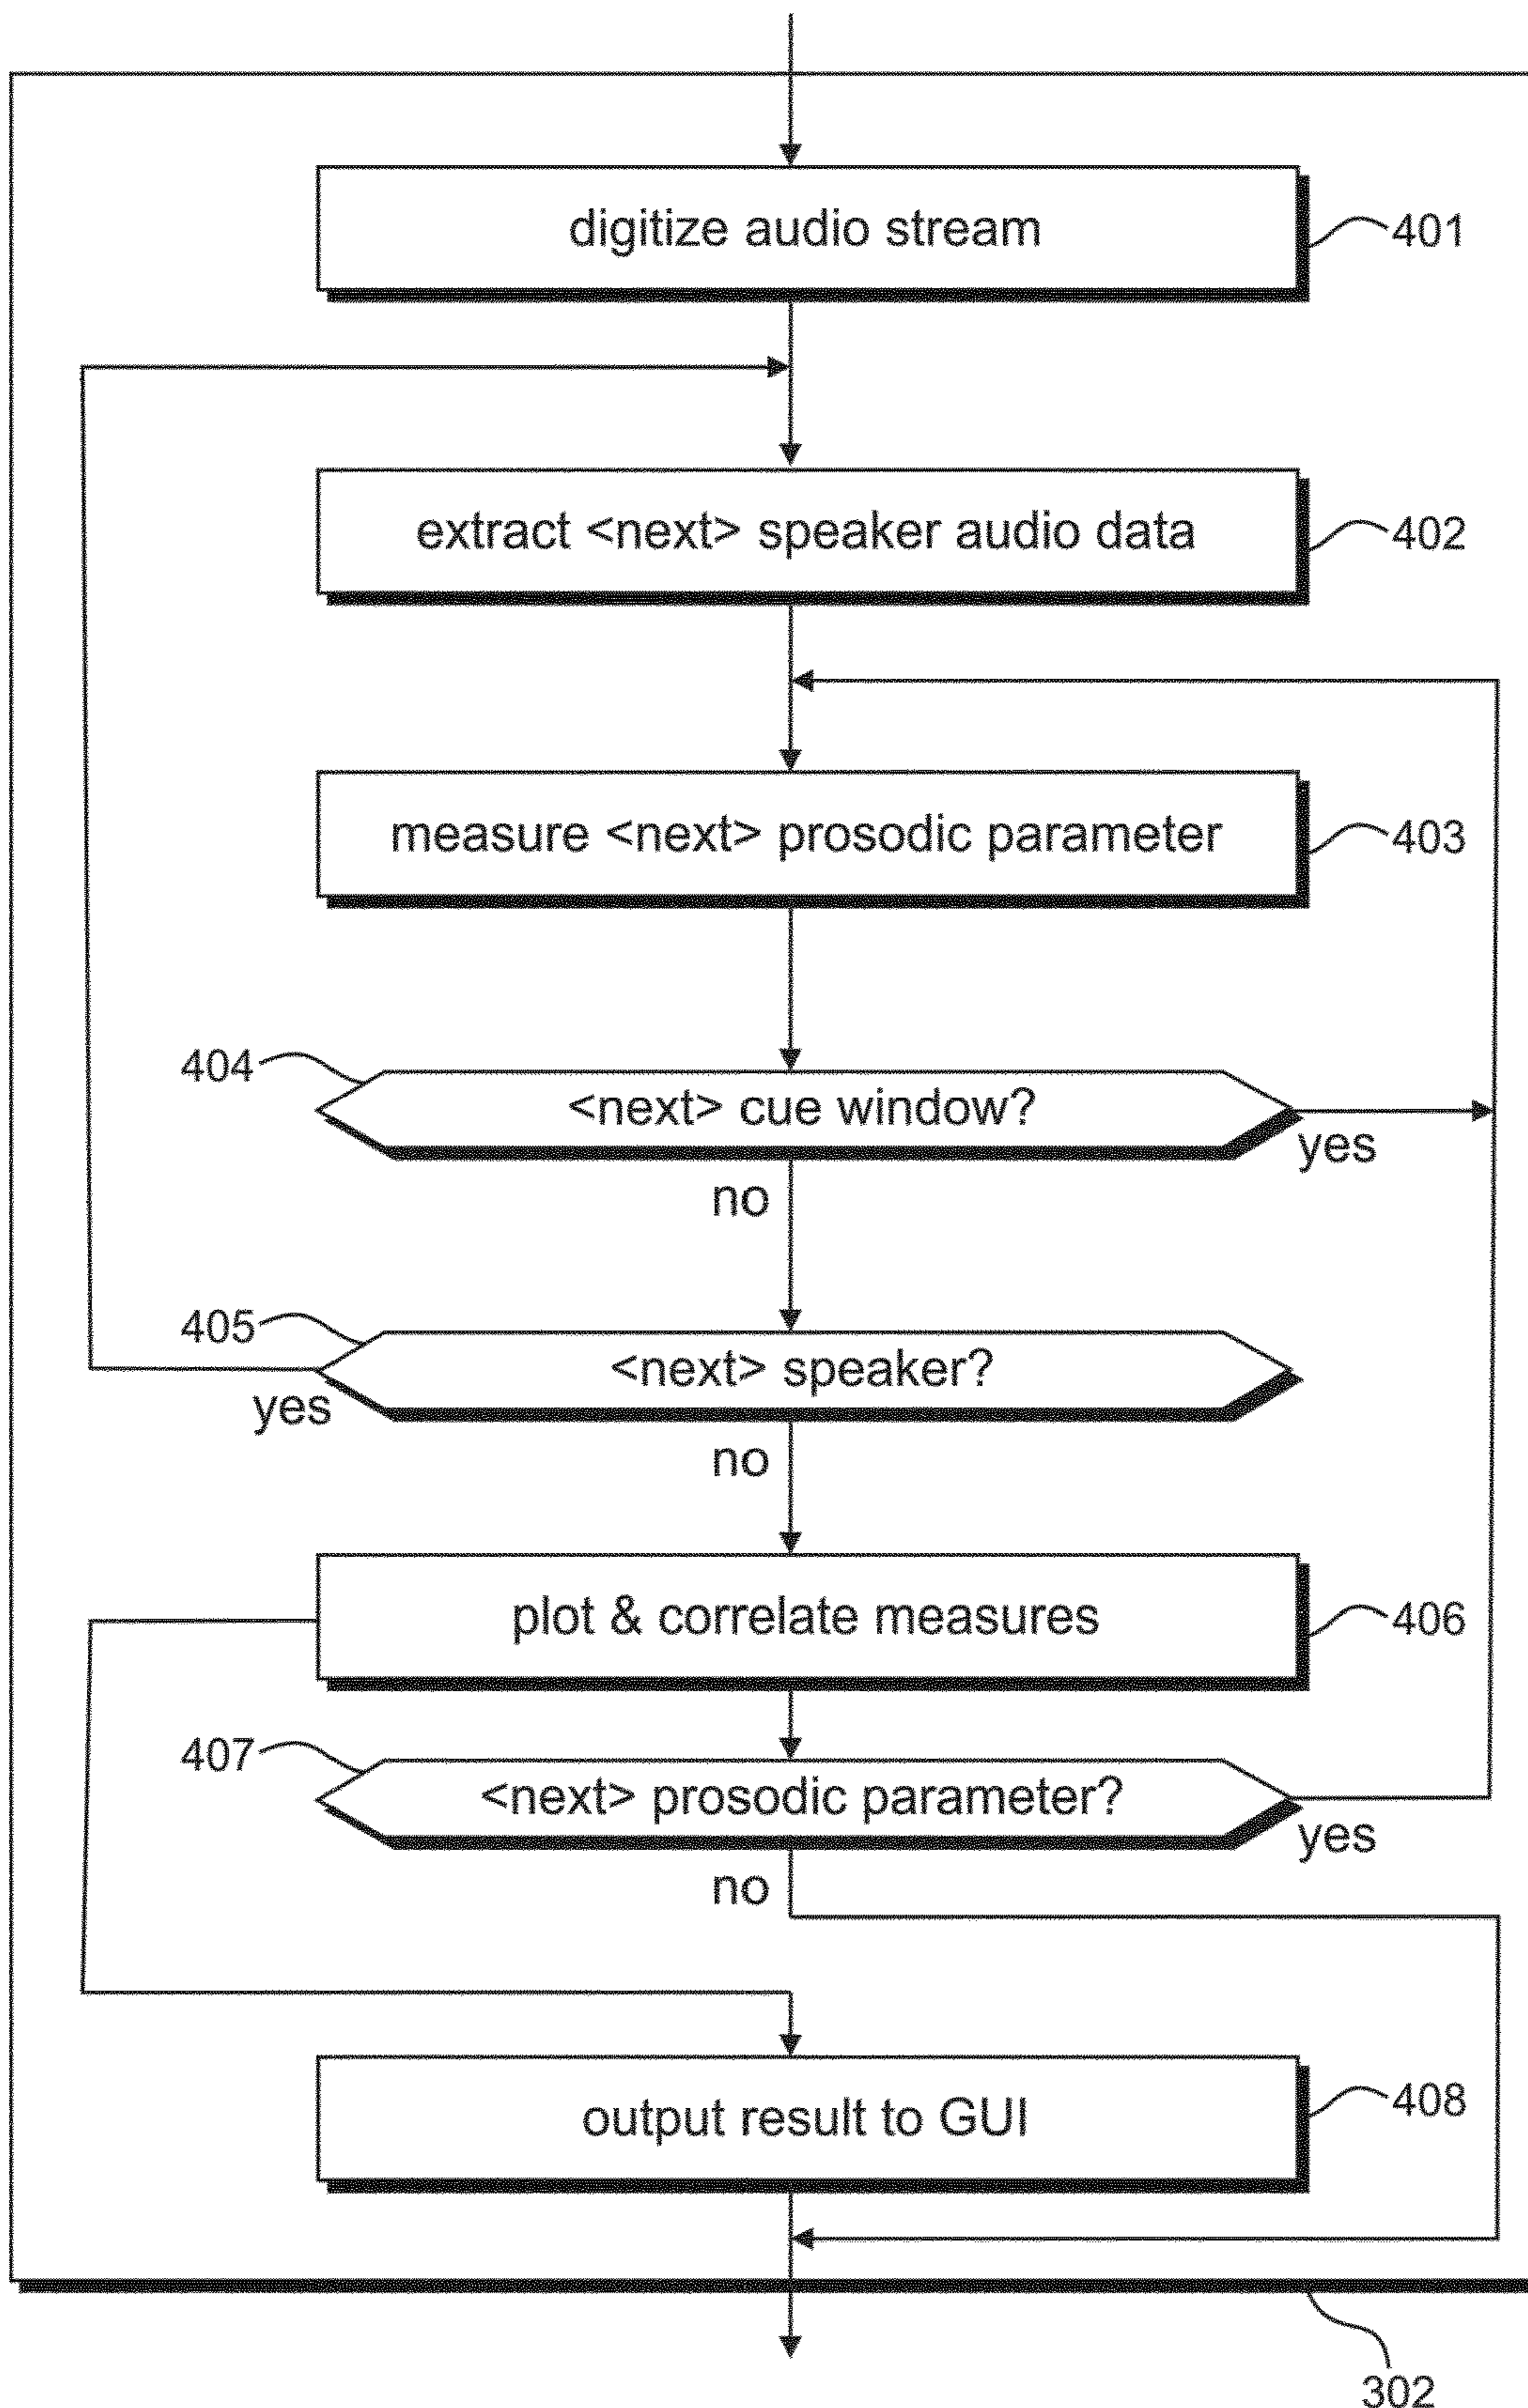 digitize audio stream
401
extract <next> speaker audio data
402
measure <next> prosodic parameter
403
404
<next> cue window?
yes
no
405
<next> speaker?
yes
no
plot & correlate measures
406
407
<next> prosodic parameter?
yes
no
output result to GUI
408
302